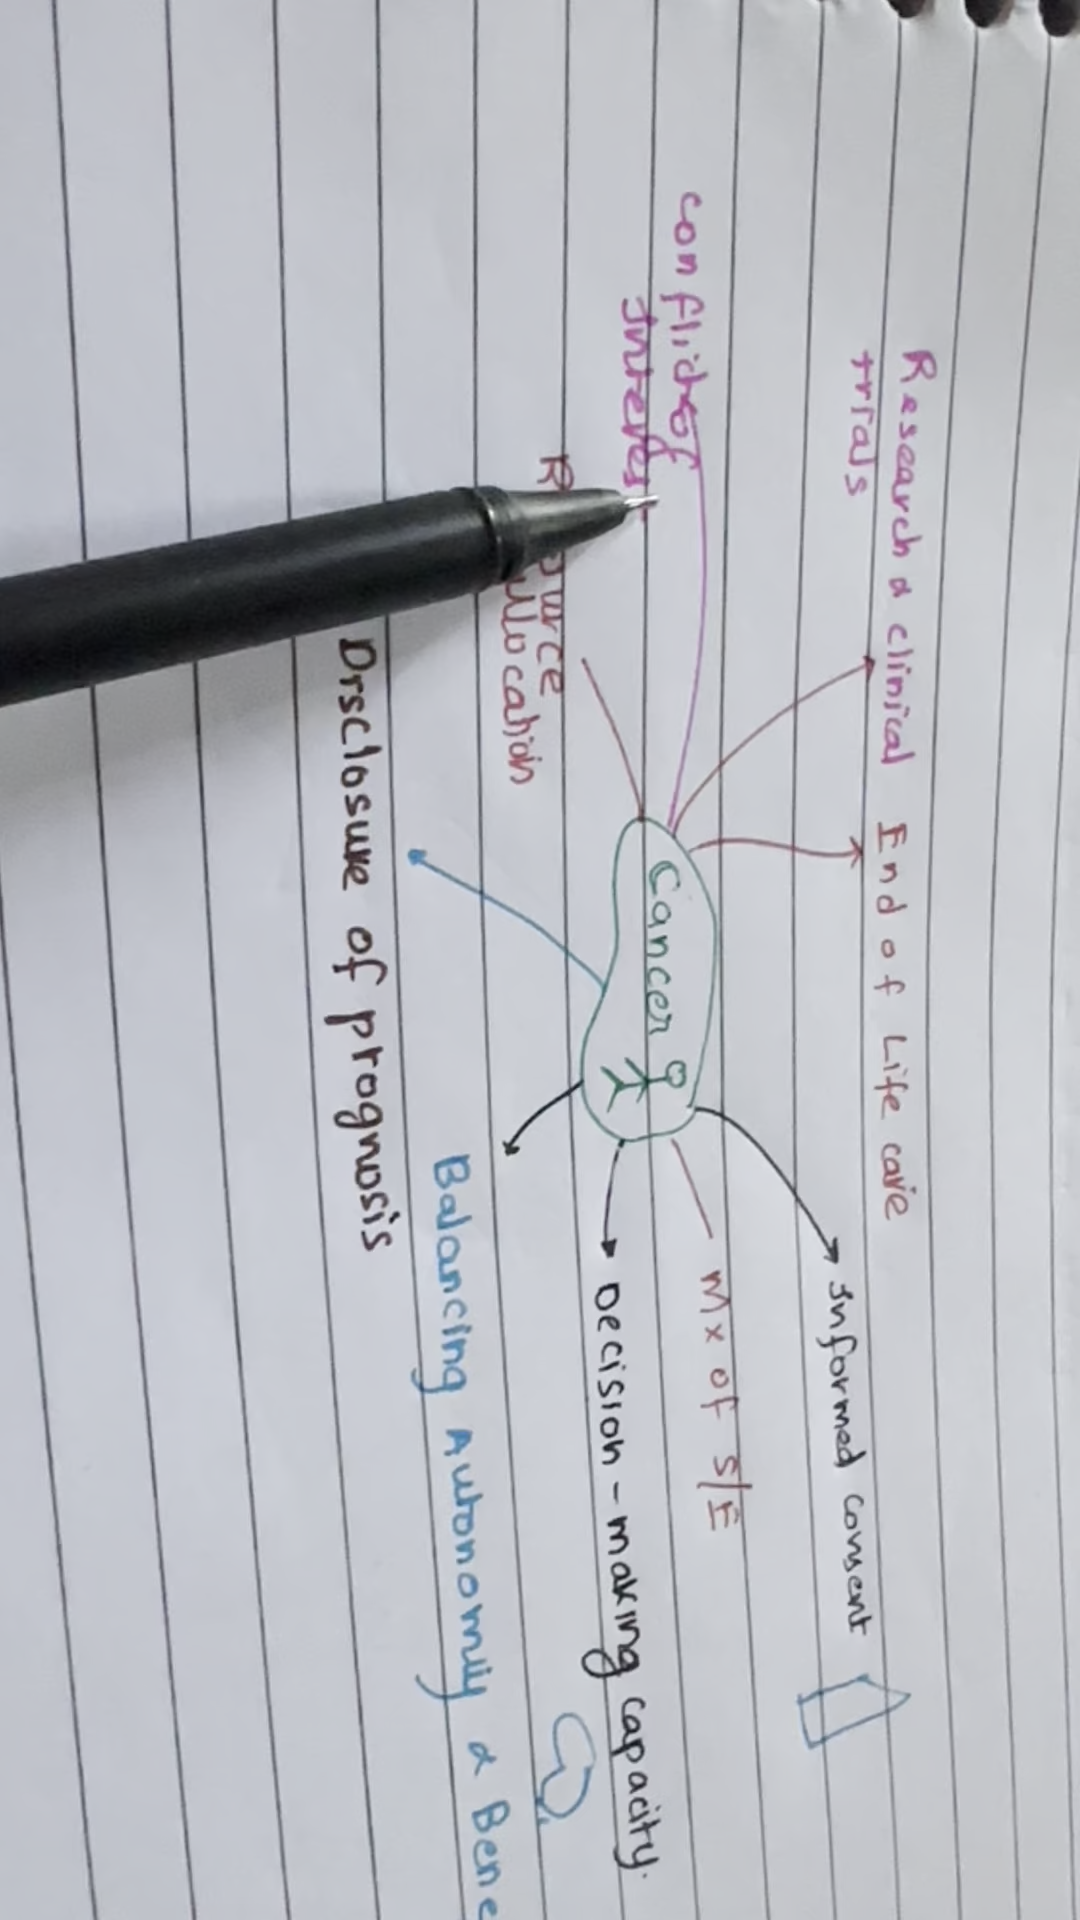 Research & clinical
trials
End of Life care
conflict of
Interest
Informed consent
Cancer
Mx of S/E
Decision-making capacity.
allocation
Balancing Autonomy & Bene
Disclosure of prognosis